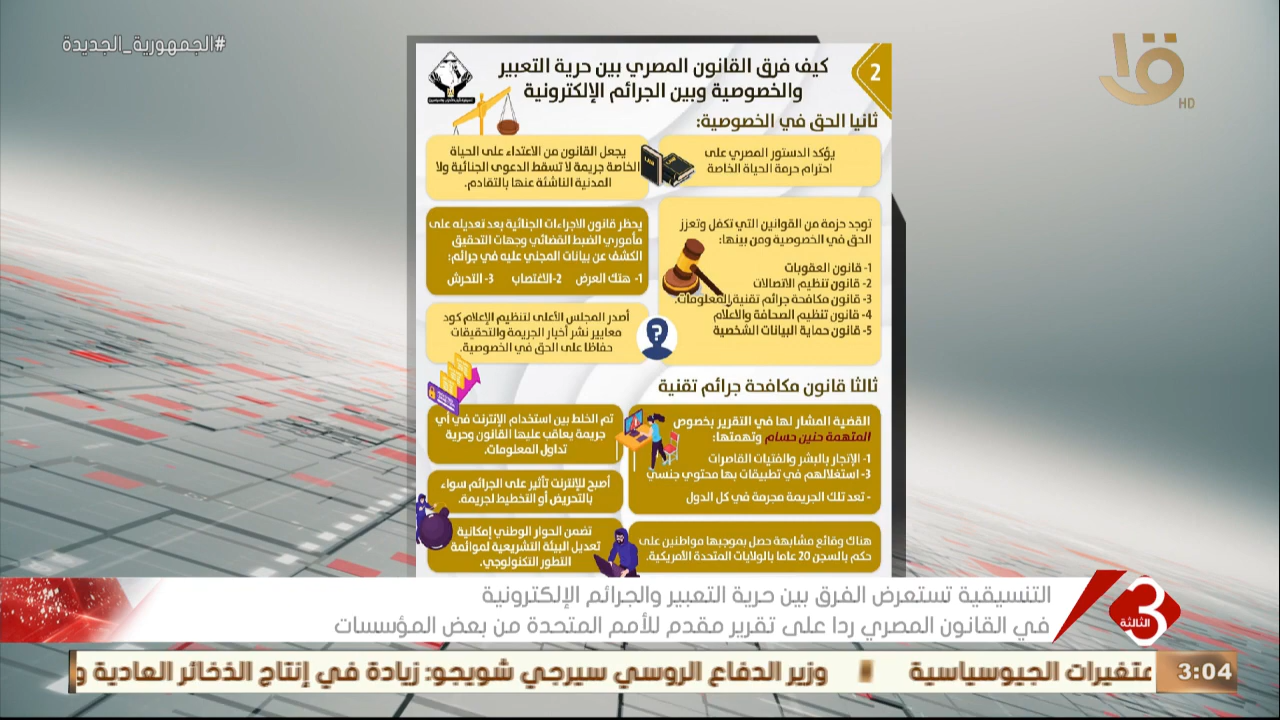 #الجمهورية_الجديدة
HD
2
كيف فرق القانون المصري بين حرية التعبير
والخصوصية وبين الجرائم الإلكترونية
ثانيا الحق في الخصوصية:
يؤكد الدستور المصري على
احترام حرمة الحياة الخاصة
يجعل القانون من الاعتداء على الحياة
الخاصة جريمة لا تسقط الدعوى الجنائية ولا
المدنية الناشئة عنها بالتقادم.
توجد حزمة من القوانين التي تكفل وتعزز
الحق في الخصوصية ومن بينها:
1- قانون العقوبات
2- قانون تنظيم الاتصالات
3- قانون مكافحة جرائم تقنية المعلومات.
4- قانون تنظيم الصحافة والاعلام
5- قانون حماية البيانات الشخصية
يحظر قانون الاجراءات الجنائية بعد تعديله على
مأموري الضبط القضائي وجهات التحقيق
الكشف عن بيانات المجني عليه في جرائم:
1- هتك العرض 2-الاغتصاب 3- التحرش
أصدر المجلس الأعلى لتنظيم الإعلام كود
معايير نشر أخبار الجريمة والتحقيقات
حفاظا على الحق في الخصوصية.
ثالثا قانون مكافحة جرائم تقنية
القضية المشار لها في التقرير بخصوص
المتهمة حنين حسام وتهمتها:
1- الإتجار بالبشر والفتيات القاصرات
3- استغلالهم في تطبيقات بها محتوي جنسي
- تعد تلك الجريمة مجرمة في كل الدول
تم الخلط بين استخدام الإنترنت في أي
جريمة يعاقب عليها القانون وحرية
تداول المعلومات.
أصبح للإنترنت تأثير على الجرائم سواء
بالتحريض أو التخطيط لجريمة.
هناك وقائع مشابهة حصل بموجبها مواطنين على
حكم بالسجن 20 عاما بالولايات المتحدة الأمريكية.
تضمن الحوار الوطني إمكانية
تعديل البيئة التشريعية لموائمة
التطور التكنولوجي.
3
الثالثة
التنسيقية تستعرض الفرق بين حرية التعبير والجرائم الإلكترونية
في القانون المصري ردا على تقرير مقدم للأمم المتحدة من بعض المؤسسات
3:04
متغيرات الجيوسياسية
وزير الدفاع الروسي سيرجي شويجو: زيادة في إنتاج الذخائر العادية و